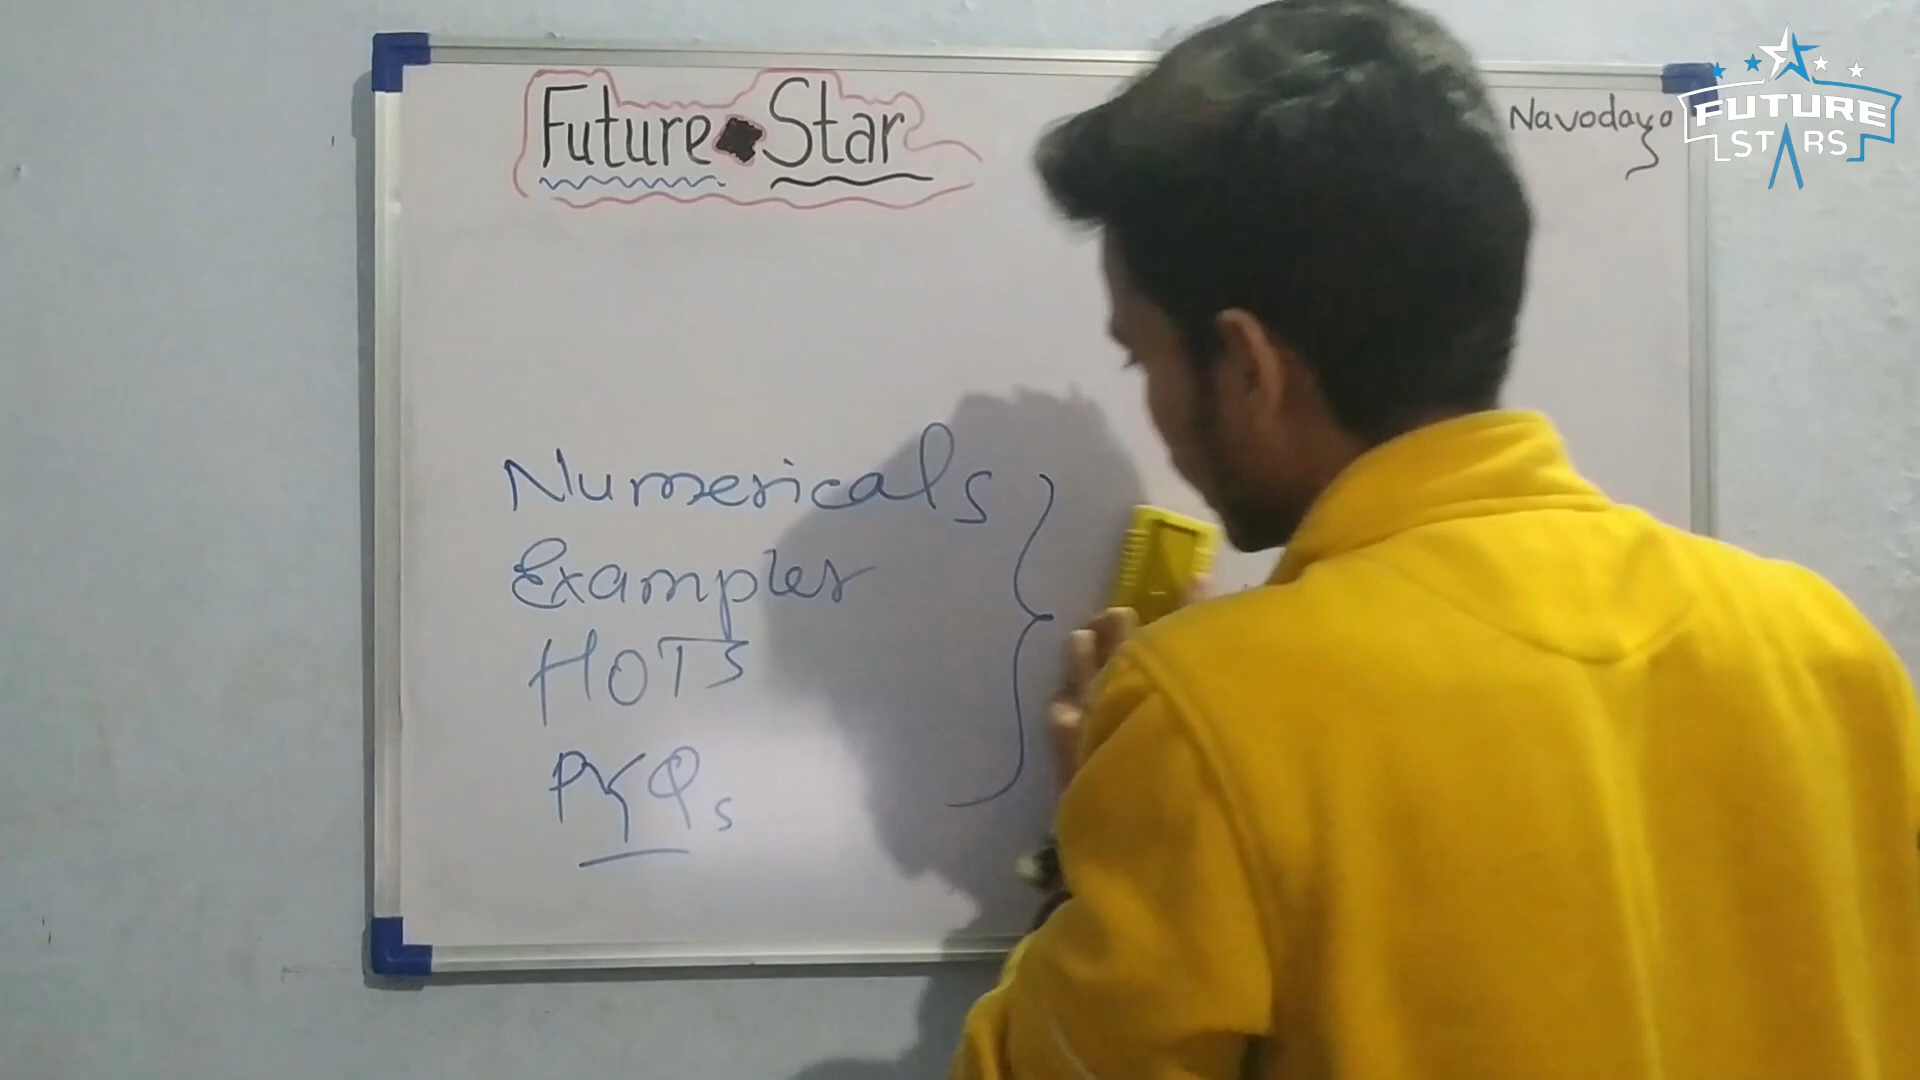 Future Star
Navodaya
FUTURE
STARS
Numericals
Examples
HOTS
PYQs